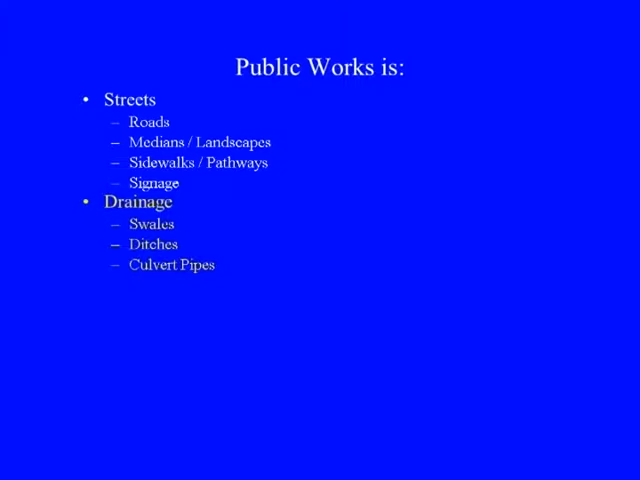 Public Works is:
• Streets
– Roads
– Medians / Landscapes
– Sidewalks / Pathways
– Signage
• Drainage
– Swales
– Ditches
– Culvert Pipes